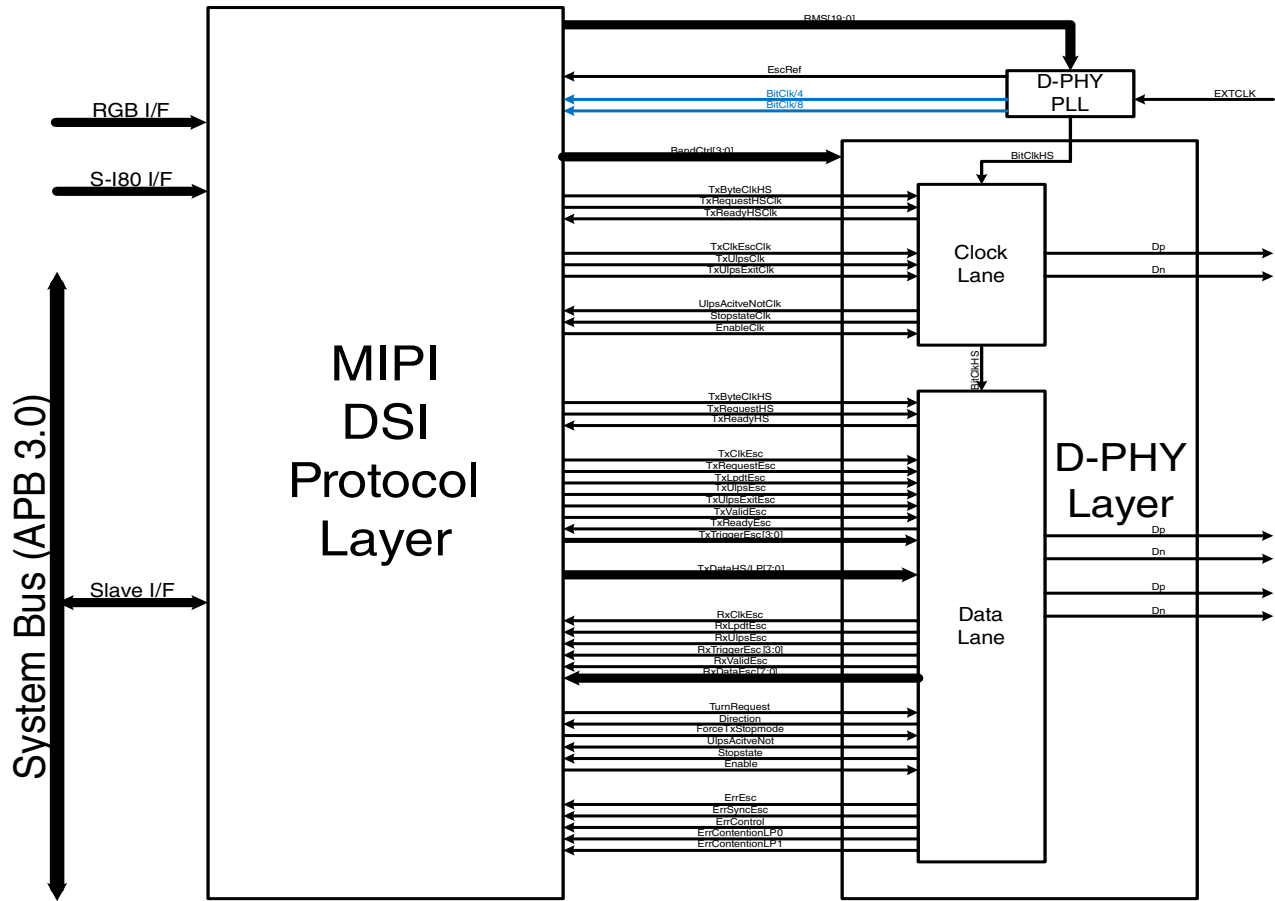 RMS[19:0]
EscRef
BitClk/4
BitClk/8
D-PHY
PLL
EXTCLK
RGB I/F
S-I80 I/F
BandCtrl[3:0]
BitClkHS
TxByteClkHS
TxRequestHSClk
TxReadyHSClk
TxClkEscClk
TxUlpsClk
TxUlpsExitClk
UlpsAcitveNotClk
StopstateClk
EnableClk
Clock
Lane
Dp
Dn
BitClkHS
MIPI
DSI
Protocol
Layer
System Bus (APB 3.0)
Slave I/F
TxByteClkHS
TxRequestHS
TxReadyHS
TxClkEsc
TxRequestEsc
TxLpdtEsc
TxUlpsEsc
TxUlpsExitEsc
TxValidEsc
TxReadyEsc
TxTriggerEsc[3:0]
TxDataHS/LP[7:0]
RxClkEsc
RxLpdtEsc
RxUlpsEsc
RxTriggerEsc[3:0]
RxValidEsc
RxDataEsc[7:0]
TurnRequest
Direction
ForceTxStopmode
UlpsAcitveNot
Stopstate
Enable
ErrEsc
ErrSyncEsc
ErrControl
ErrContentionLP0
ErrContentionLP1
Data
Lane
D-PHY
Layer
Dp
Dn
Dp
Dn